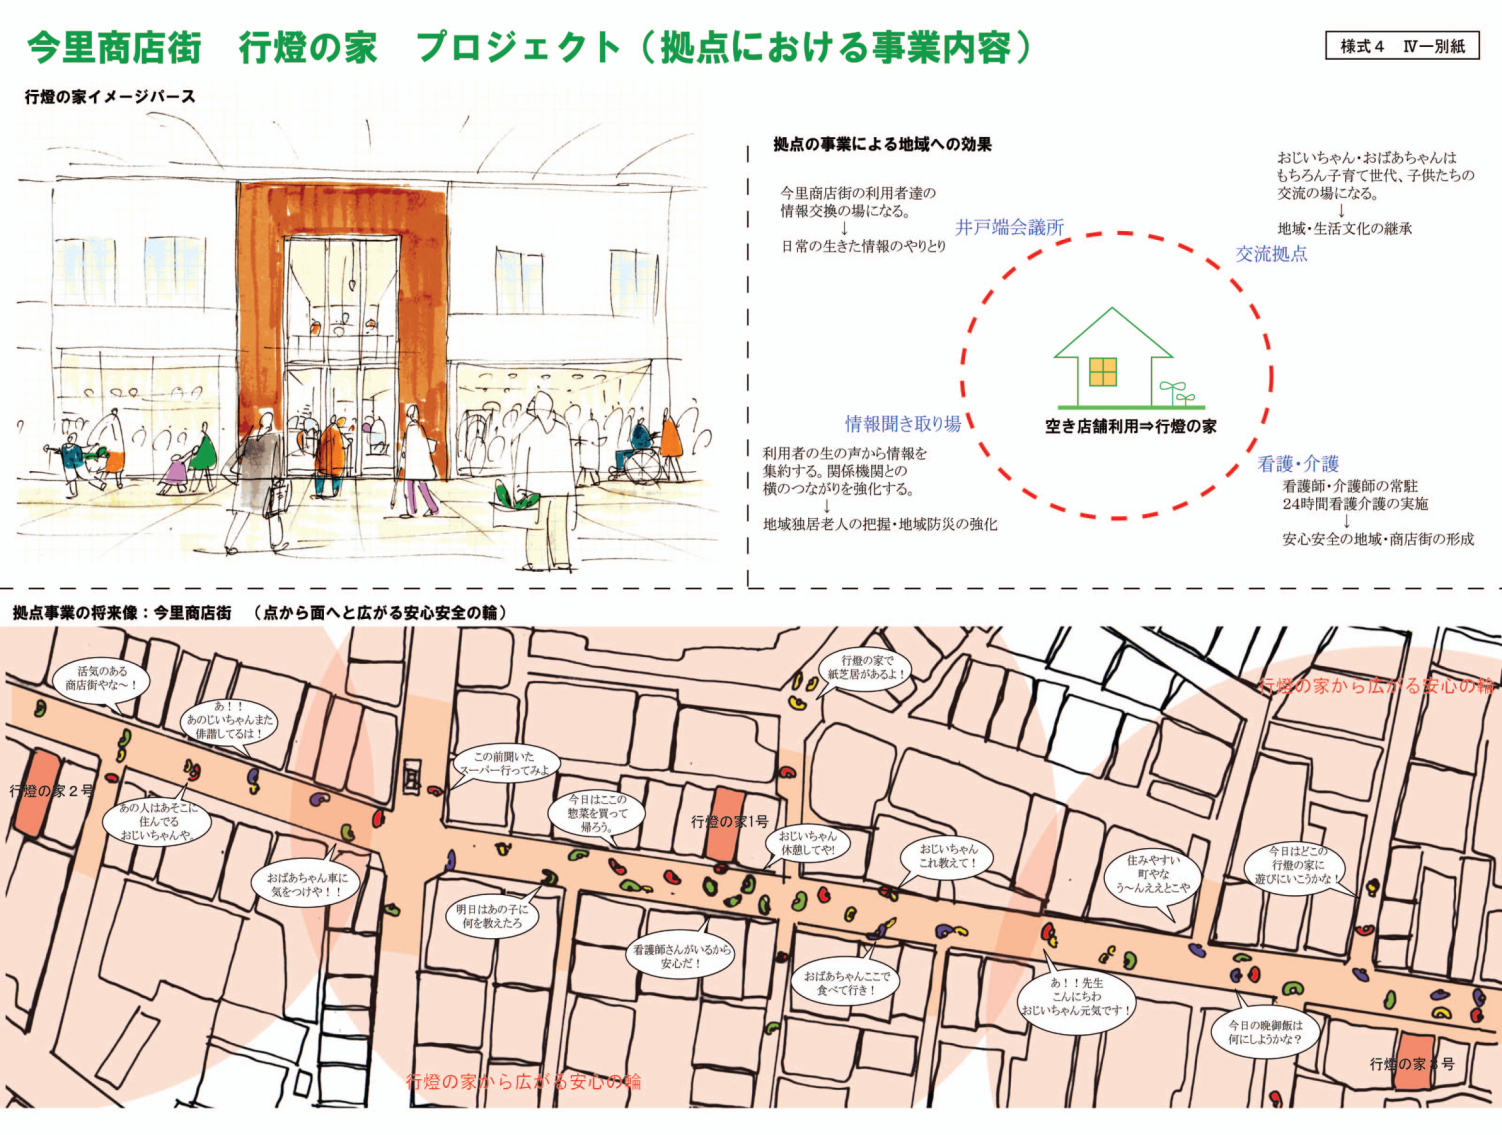 今里商店街　行燈の家　プロジェクト（拠点における事業内容）
様式４　Ⅳ－別紙
行燈の家イメージパース
拠点の事業による地域への効果
今里商店街の利用者達の
情報交換の場になる。
↓
日常の生きた情報のやりとり
井戸端会議所
おじいちゃん・おばあちゃんは
もちろん子育て世代、子供たちの
交流の場になる。
↓
地域・生活文化の継承
交流拠点
情報聞き取り場
利用者の生の声から情報を
集約する。関係機関との
横のつながりを強化する。
↓
地域独居老人の把握・地域防災の強化
空き店舗利用⇒行燈の家
看護・介護
看護師・介護師の常駐
24時間看護介護の実施
↓
安心安全の地域・商店街の形成
拠点事業の将来像：今里商店街　（点から面へと広がる安心安全の輪）
活気のある
商店街やな～！
あ！！
あのじいちゃんまた
俳諧してるは！
行燈の家で
紙芝居があるよ！
行燈の家から広がる安心の輪
この前聞いた
スーパー行ってみよ
行燈の家２号
あの人はあそこに
住んでる
おじいちゃんや。
今日はここの
惣菜を買って
帰ろう。
行燈の家1号
おじいちゃん
休憩してや!
おじいちゃん
これ教えて！
住みやすい
町やな
う～んええとこや
今日はどこの
行燈の家に
遊びにいこうかな！
おばあちゃん車に
気をつけや！！
明日はあの子に
何を教えたろ
看護師さんがいるから
安心だ！
おばあちゃんここで
食べて行き！
あ！！先生
こんにちわ
おじいちゃん元気です！
今日の晩御飯は
何にしようかな？
行燈の家３号
行燈の家から広がる安心の輪